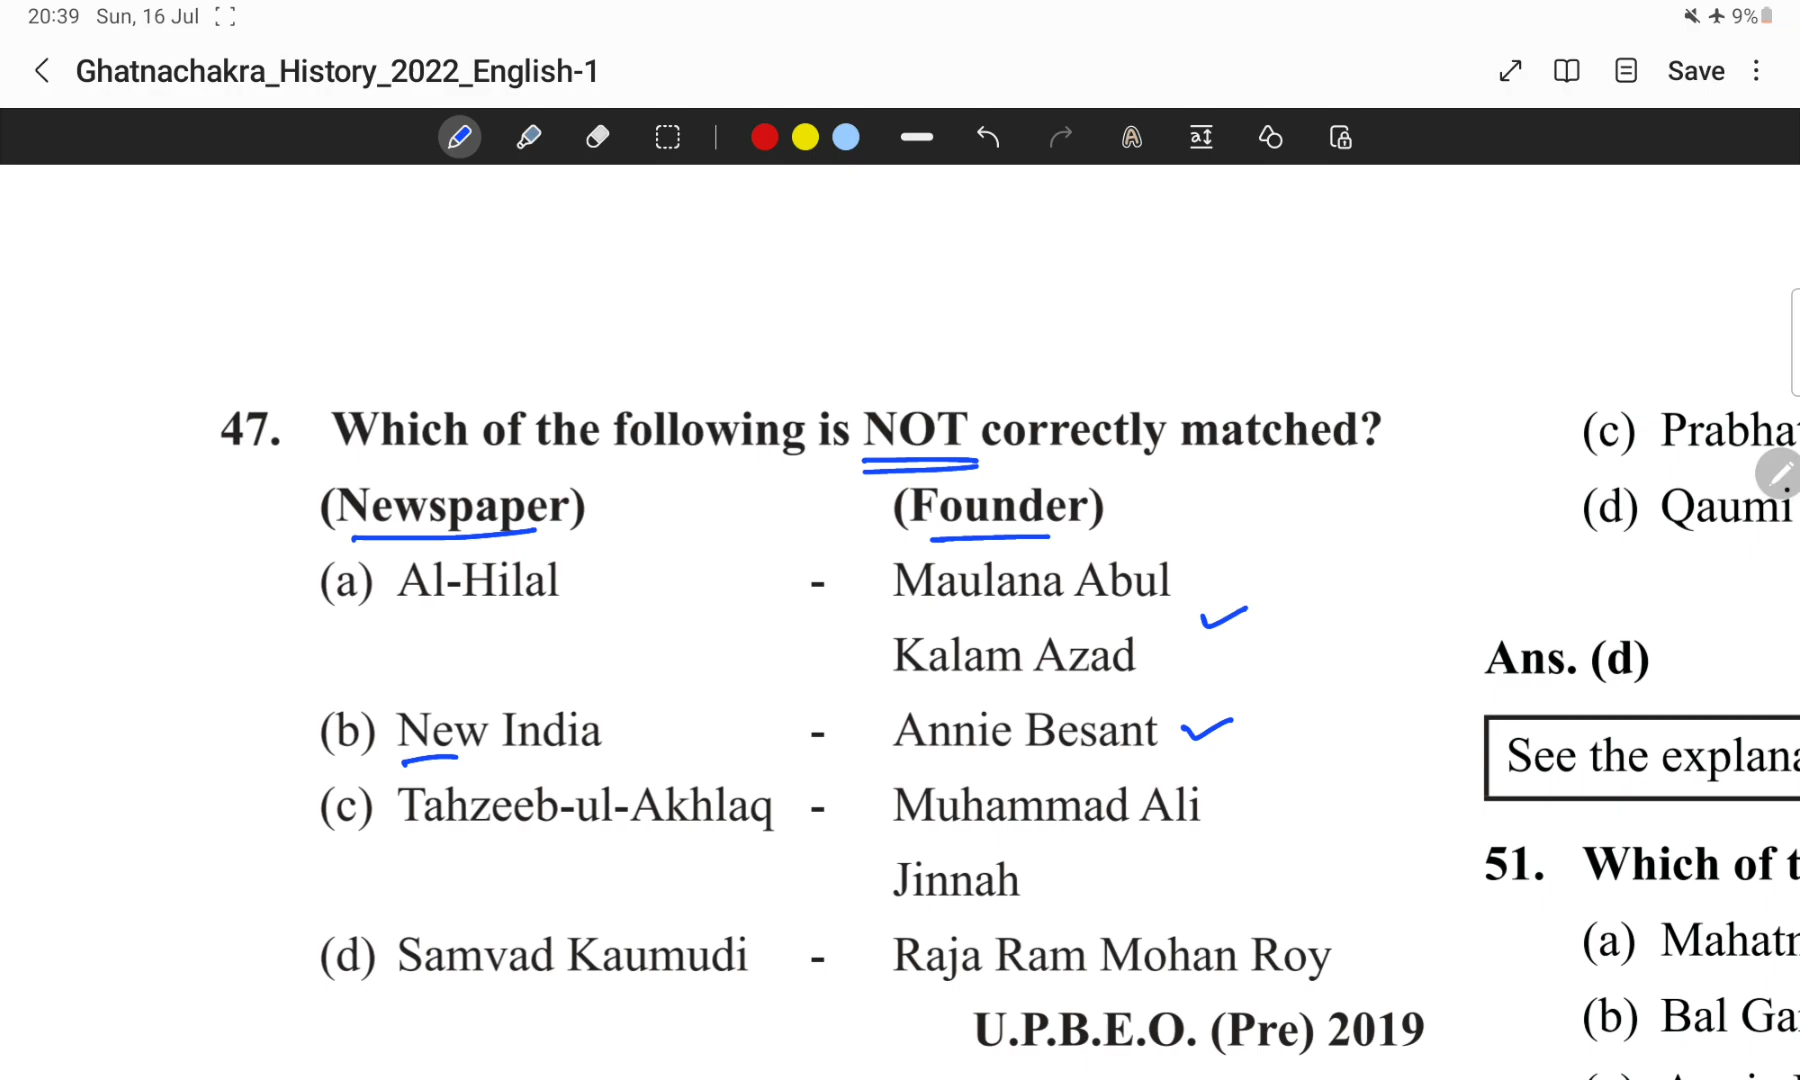 20:39 Sun, 16 Jul
9%
Ghatnachakra_History_2022_English-1
Save
47. Which of the following is NOT correctly matched?
(Newspaper) (Founder)
(a) Al-Hilal - Maulana Abul
Kalam Azad
(b) New India - Annie Besant
(c) Tahzeeb-ul-Akhlaq - Muhammad Ali
Jinnah
(d) Samvad Kaumudi - Raja Ram Mohan Roy
U.P.B.E.O. (Pre) 2019
(c) Prabha
(d) Qaumi
Ans. (d)
See the explana
51. Which of t
(a) Mahat
(b) Bal Ga